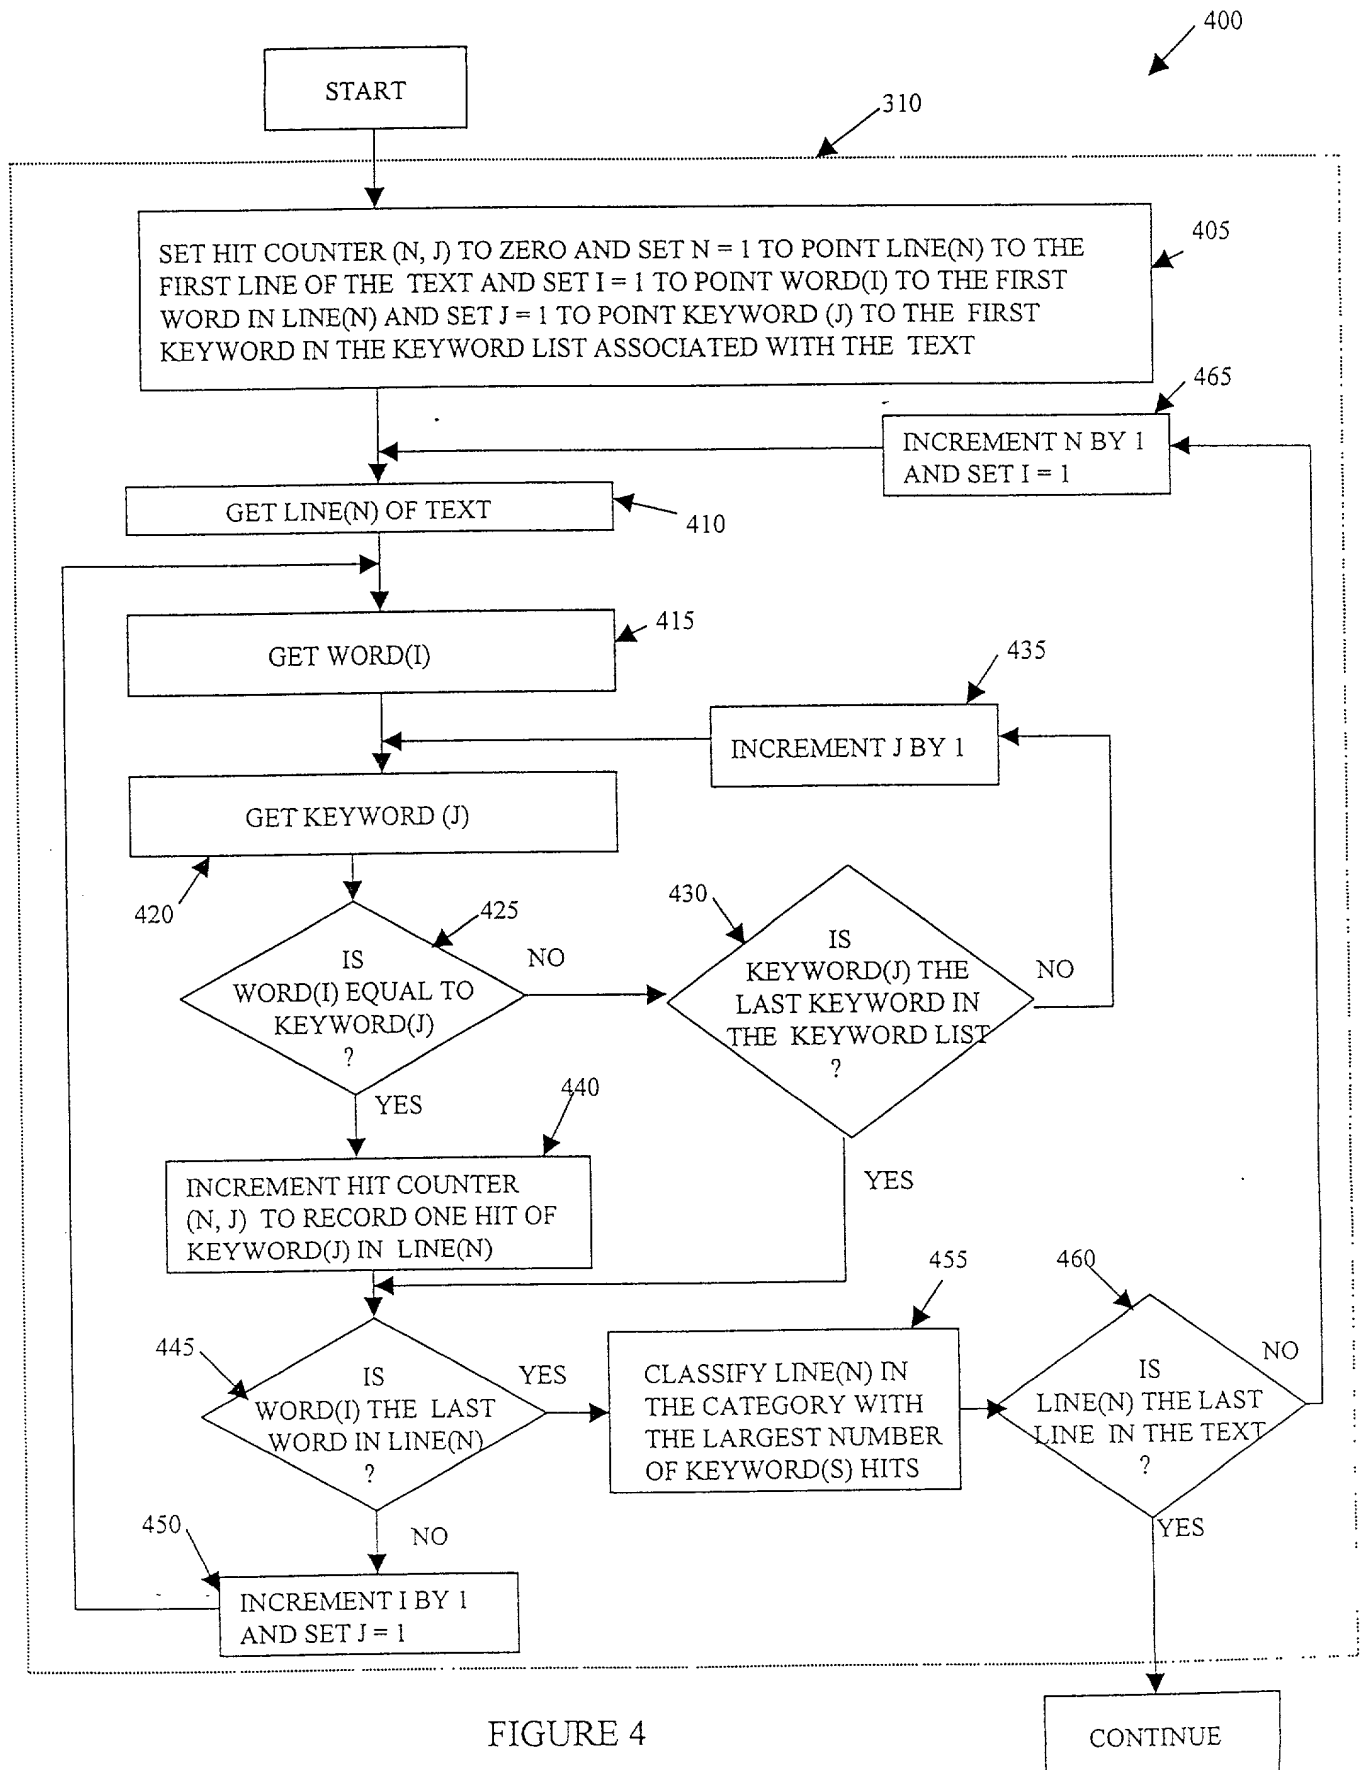 400
START
310
SET HIT COUNTER (N, J) TO ZERO AND SET N = 1 TO POINT LINE(N) TO THE
FIRST LINE OF THE TEXT AND SET I = 1 TO POINT WORD(I) TO THE FIRST
WORD IN LINE(N) AND SET J = 1 TO POINT KEYWORD (J) TO THE FIRST
KEYWORD IN THE KEYWORD LIST ASSOCIATED WITH THE TEXT
405
465
INCREMENT N BY 1
AND SET I = 1
GET LINE(N) OF TEXT
410
GET WORD(I)
415
435
INCREMENT J BY 1
GET KEYWORD (J)
420
425
IS
WORD(I) EQUAL TO
KEYWORD(J)
?
NO
430
IS
KEYWORD(J) THE
LAST KEYWORD IN
THE KEYWORD LIST
?
NO
YES
440
YES
INCREMENT HIT COUNTER
(N, J) TO RECORD ONE HIT OF
KEYWORD(J) IN LINE(N)
445
IS
WORD(I) THE LAST
WORD IN LINE(N)
?
YES
455
CLASSIFY LINE(N) IN
THE CATEGORY WITH
THE LARGEST NUMBER
OF KEYWORD(S) HITS
460
IS
LINE(N) THE LAST
LINE IN THE TEXT
?
NO
YES
NO
450
INCREMENT I BY 1
AND SET J = 1
CONTINUE
FIGURE 4